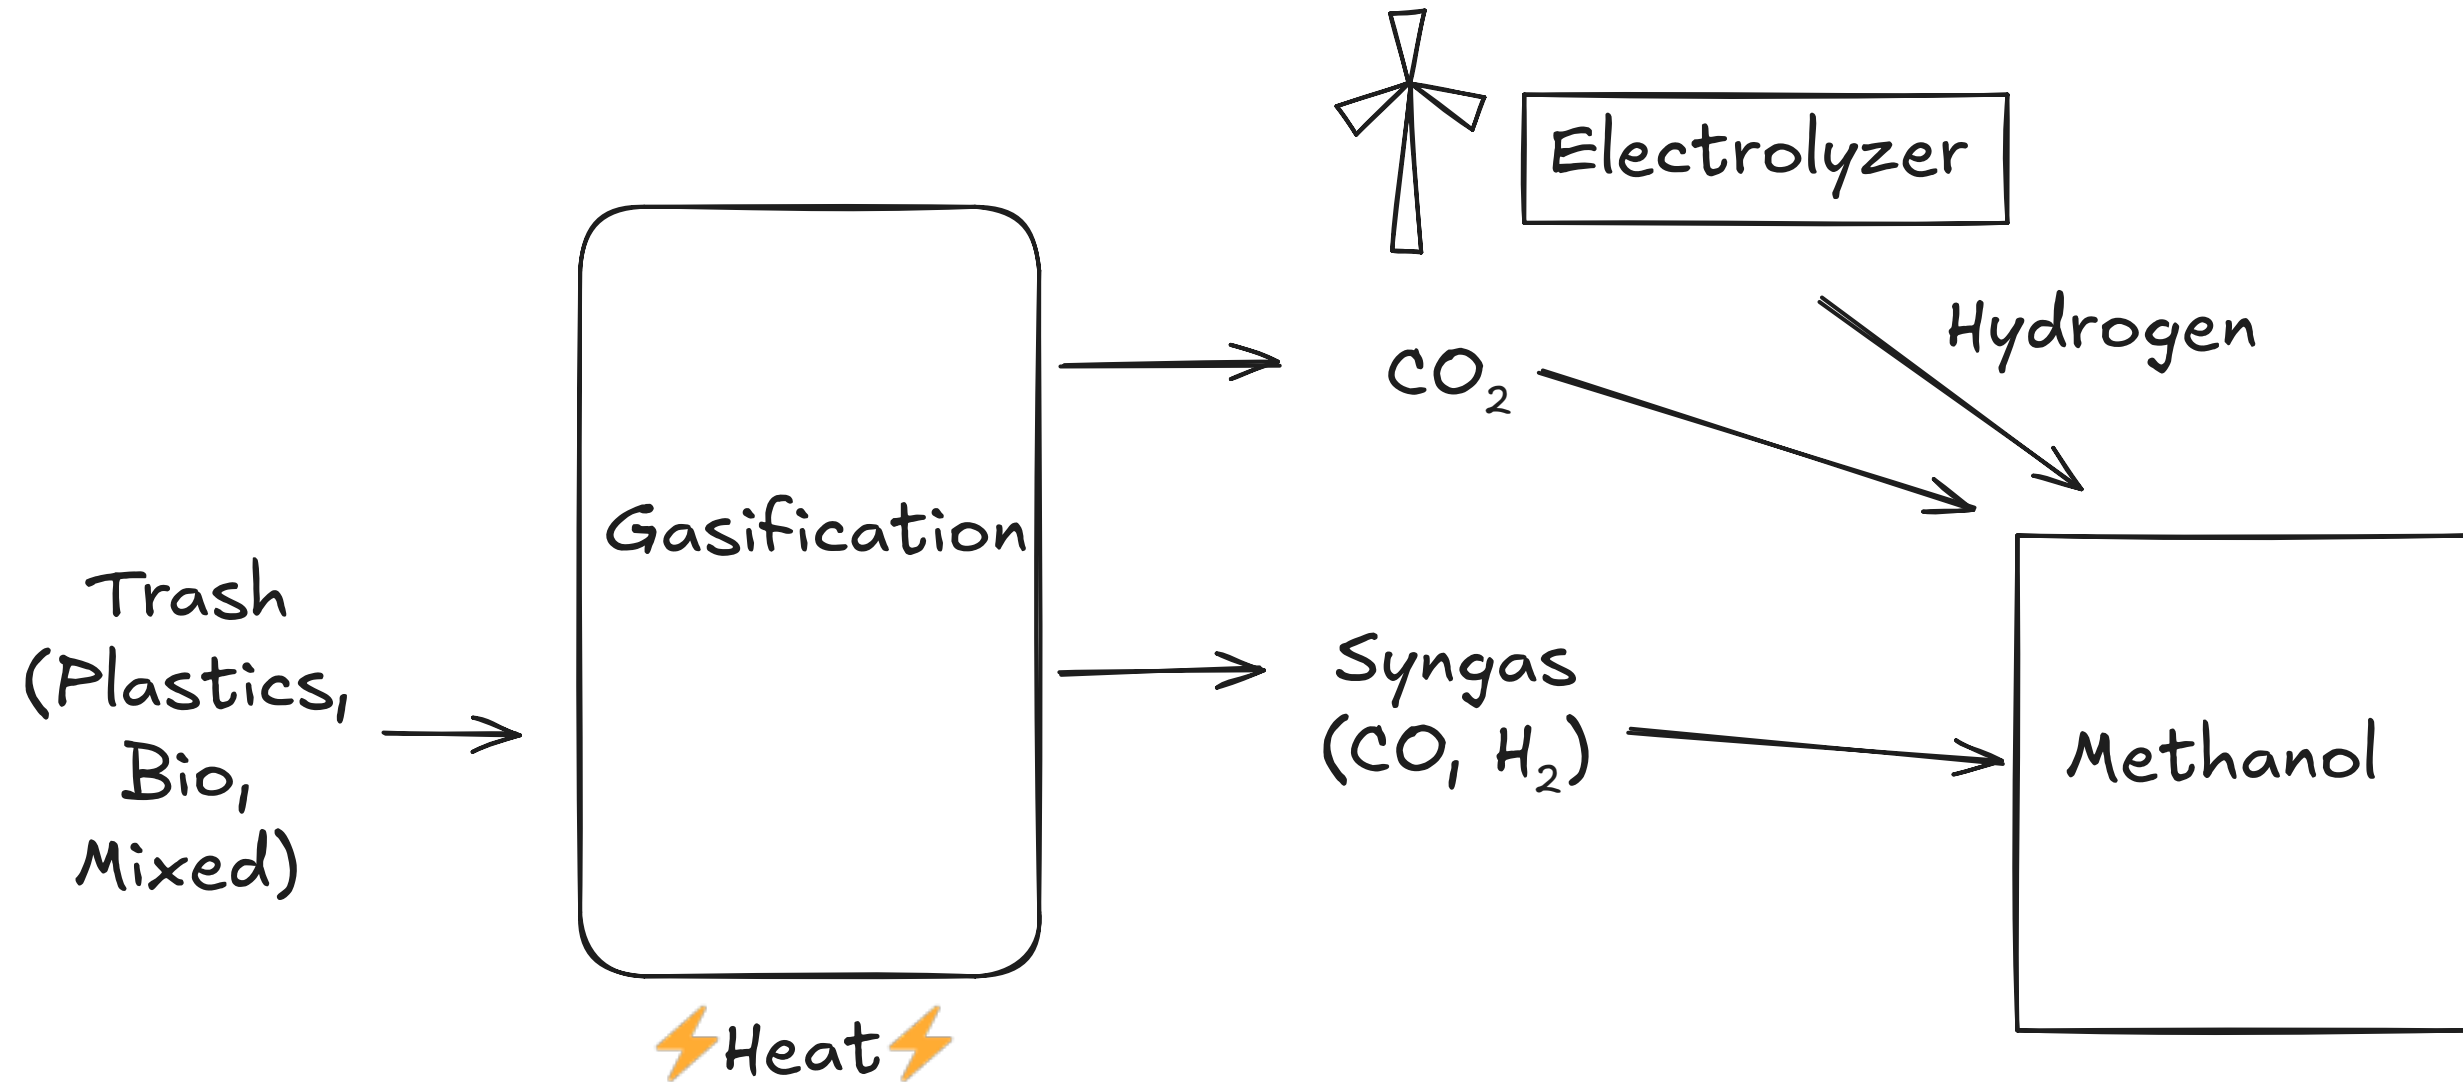 Electrolyzer
Hydrogen
CO₂
Gasification
Trash
(Plastics,
Bio,
Mixed)
Syngas
(CO, H₂)
Methanol
⚡Heat⚡